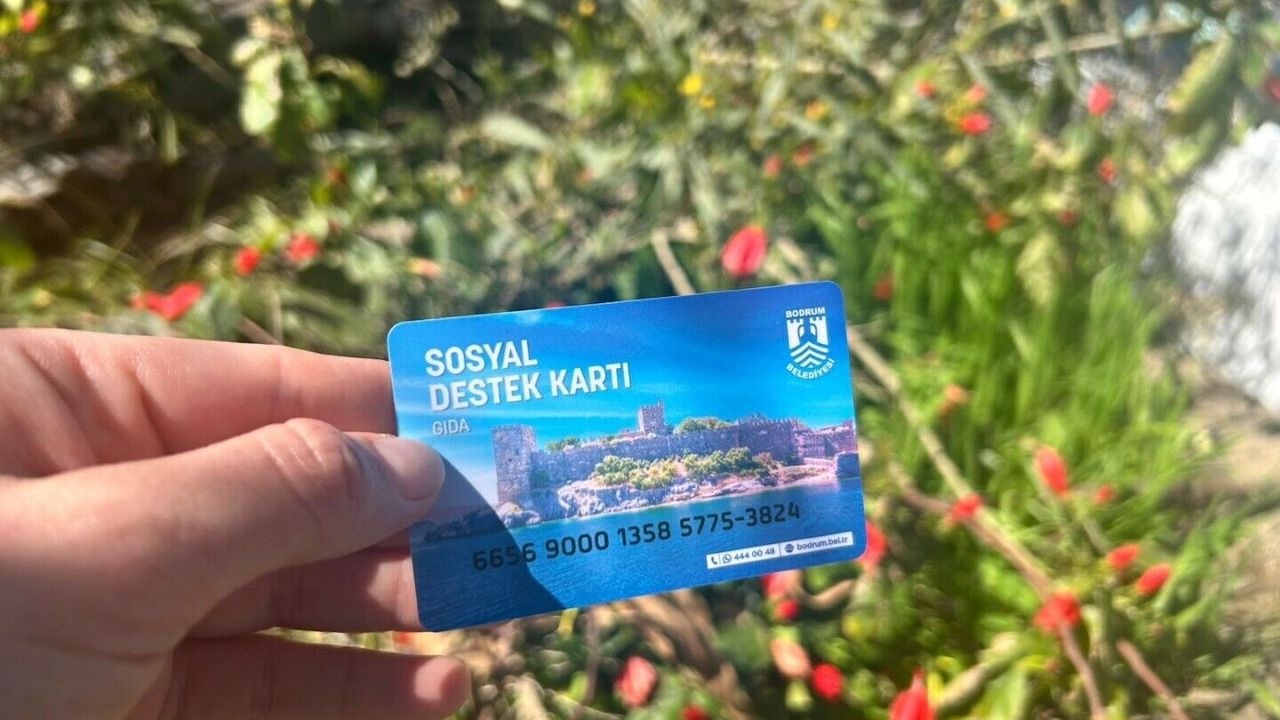 SOSYAL
DESTEK KARTI
GIDA
BODRUM
BELEDİYESİ
6656 9000 1358 5775-3824
444 00 48 bodrum.bel.tr